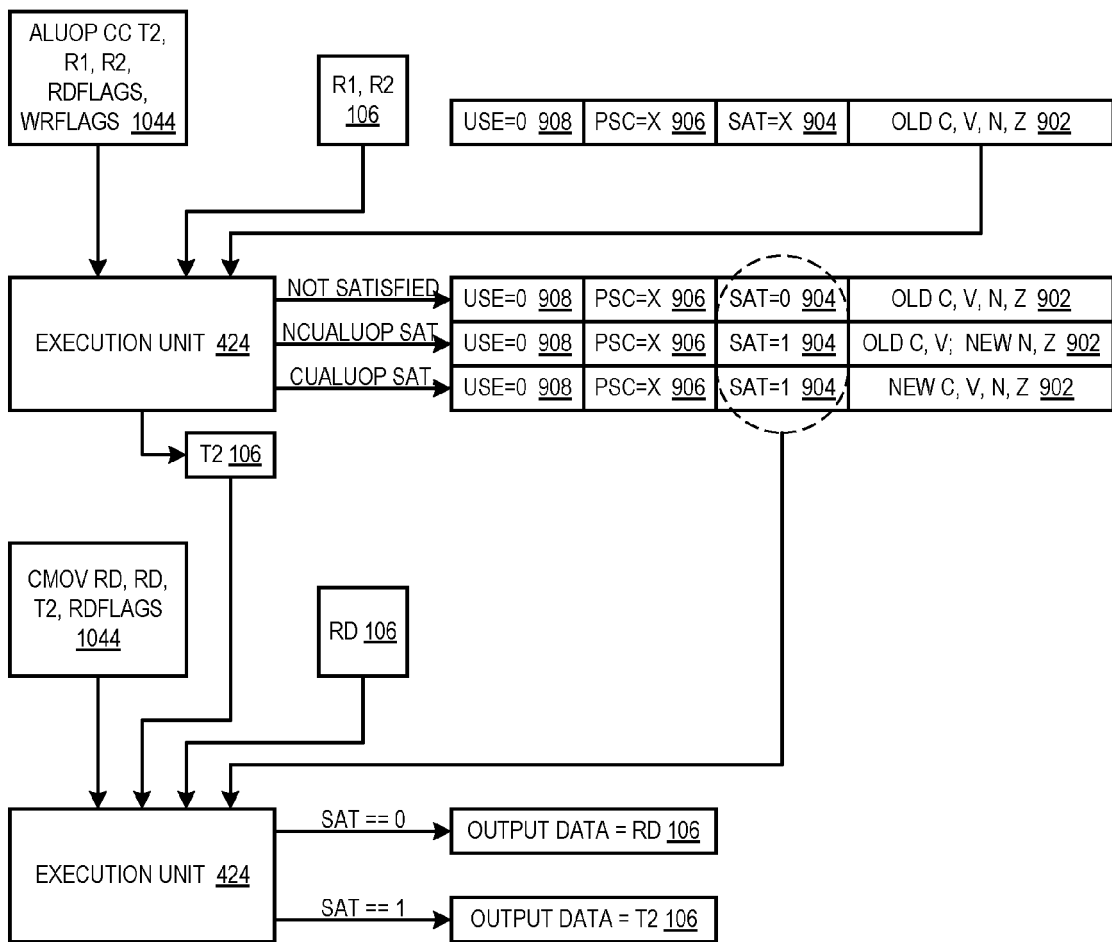 ALUOP CC T2,
R1, R2,
RDFLAGS,
WRFLAGS 1044
R1, R2
106
USE=0 908 PSC=X 906 SAT=X 904 OLD C, V, N, Z 902
EXECUTION UNIT 424
NOT SATISFIED
USE=0 908 PSC=X 906 SAT=0 904 OLD C, V, N, Z 902
NCUALUOP SAT
USE=0 908 PSC=X 906 SAT=1 904 OLD C, V; NEW N, Z 902
CUALUOP SAT
USE=0 908 PSC=X 906 SAT=1 904 NEW C, V, N, Z 902
T2 106
CMOV RD, RD,
T2, RDFLAGS
1044
RD 106
EXECUTION UNIT 424
SAT == 0
OUTPUT DATA = RD 106
SAT == 1
OUTPUT DATA = T2 106